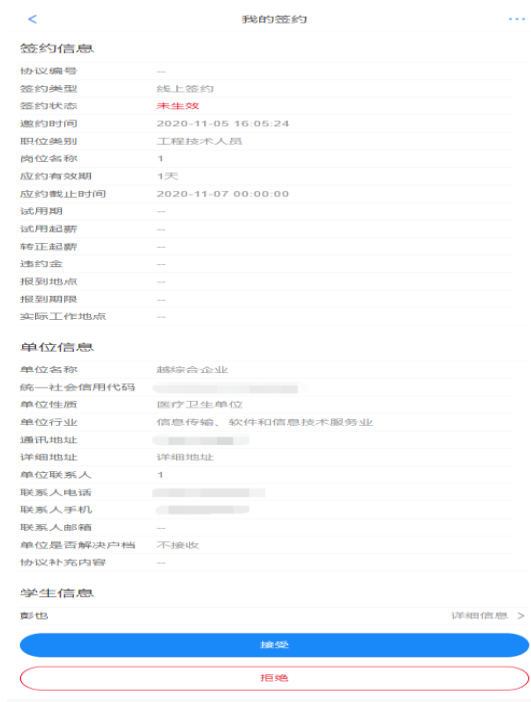 < 我的签约 ...
签约信息
协议编号 --
签约类型 线上签约
签约状态 未生效
邀约时间 2020-11-05 16:05:24
职位类别 工程技术人员
岗位名称 1
应约有效期 1天
应约截止时间 2020-11-07 00:00:00
试用期 --
试用起薪 --
转正起薪 --
违约金 --
报到地点 --
报到期限 --
实际工作地点 --
单位信息
单位名称 越综合企业
统一社会信用代码
单位性质 医疗卫生单位
单位行业 信息传输、软件和信息技术服务业
通讯地址
详细地址 详细地址
单位联系人 1
联系人电话
联系人手机
联系人邮箱 --
单位是否解决户档 不接收
协议补充内容 --
学生信息
彭也 详细信息 >
接受
拒绝